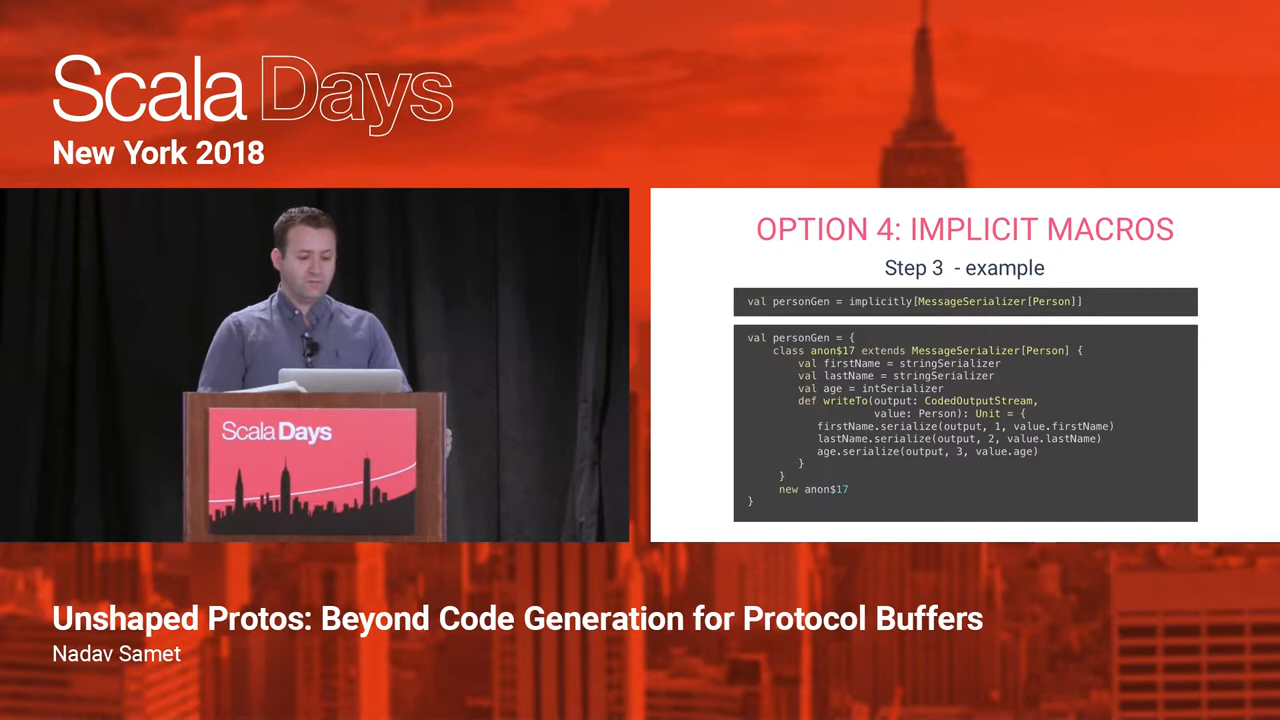 Scala Days
New York 2018
OPTION 4: IMPLICIT MACROS
Step 3 - example
val personGen = implicitly[MessageSerializer[Person]]
val personGen = {
class anon$17 extends MessageSerializer[Person] {
val firstName = stringSerializer
val lastName = stringSerializer
val age = intSerializer
def writeTo(output: CodedOutputStream,
value: Person): Unit = {
firstName.serialize(output, 1, value.firstName)
lastName.serialize(output, 2, value.lastName)
age.serialize(output, 3, value.age)
}
}
new anon$17
}
Scala Days
Unshaped Protos: Beyond Code Generation for Protocol Buffers
Nadav Samet